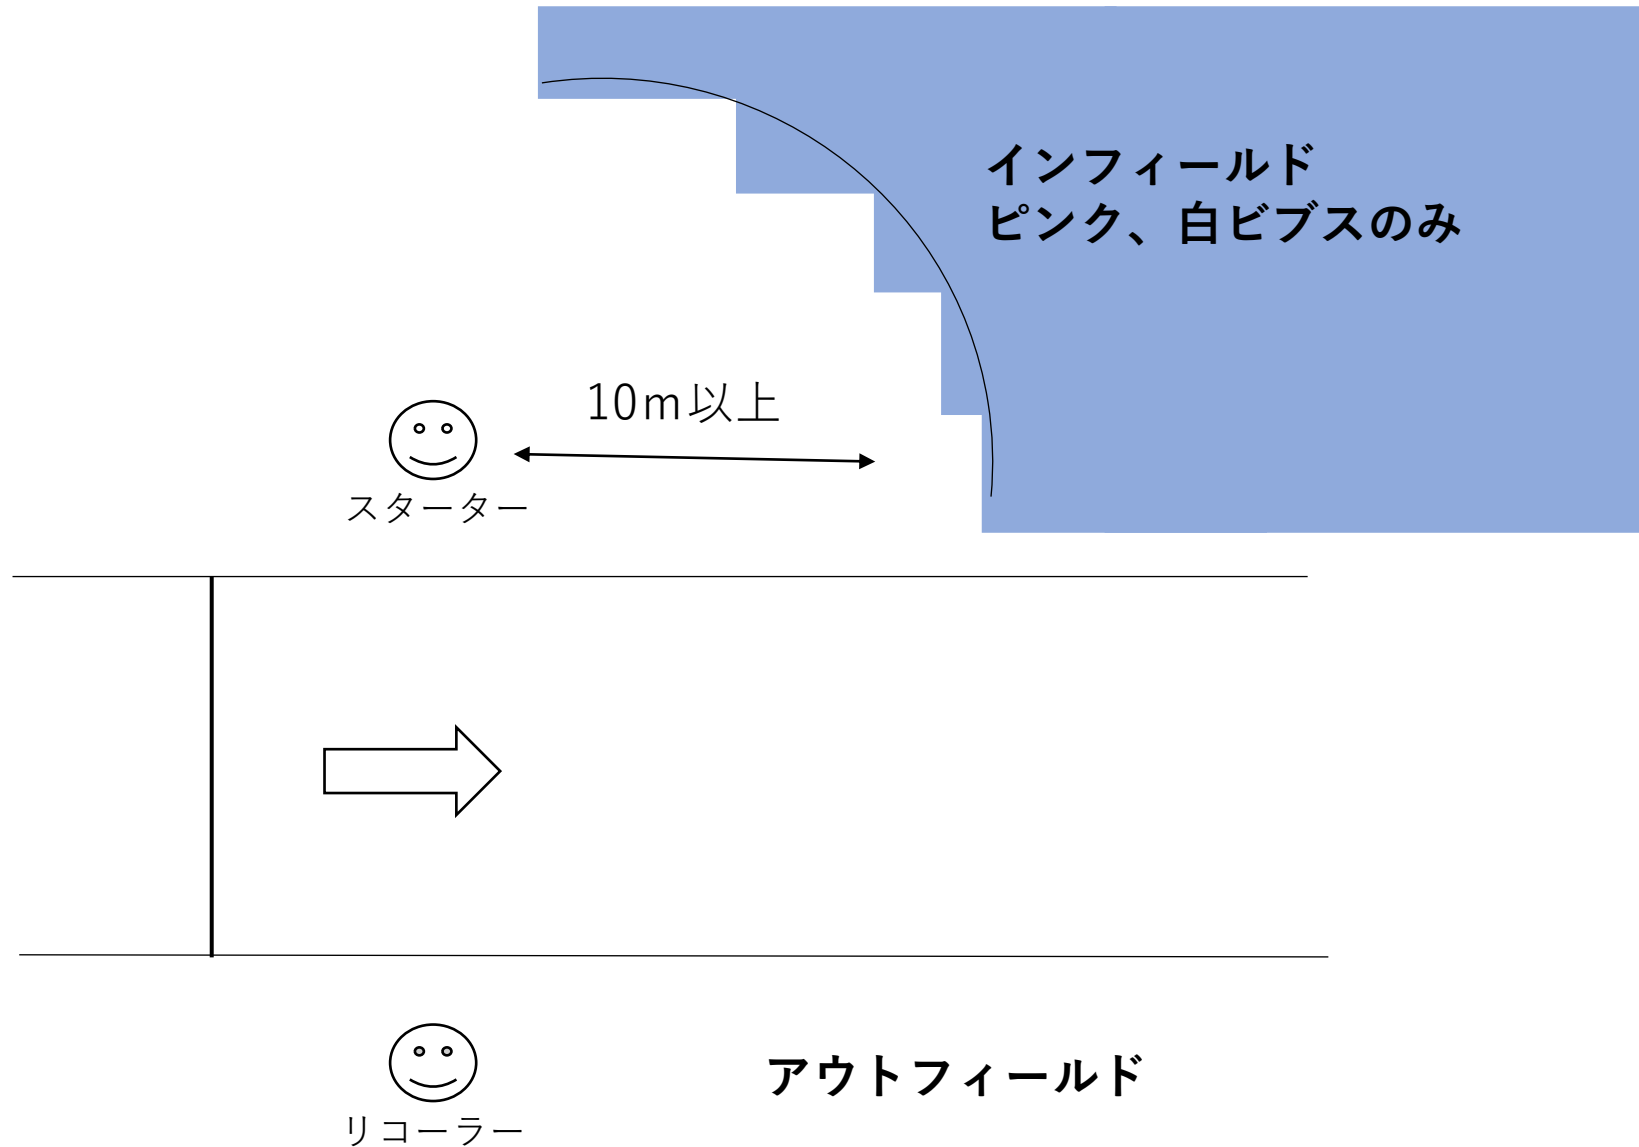 インフィールド
ピンク、白ビブスのみ
10m以上
スターター
リコーラー
アウトフィールド